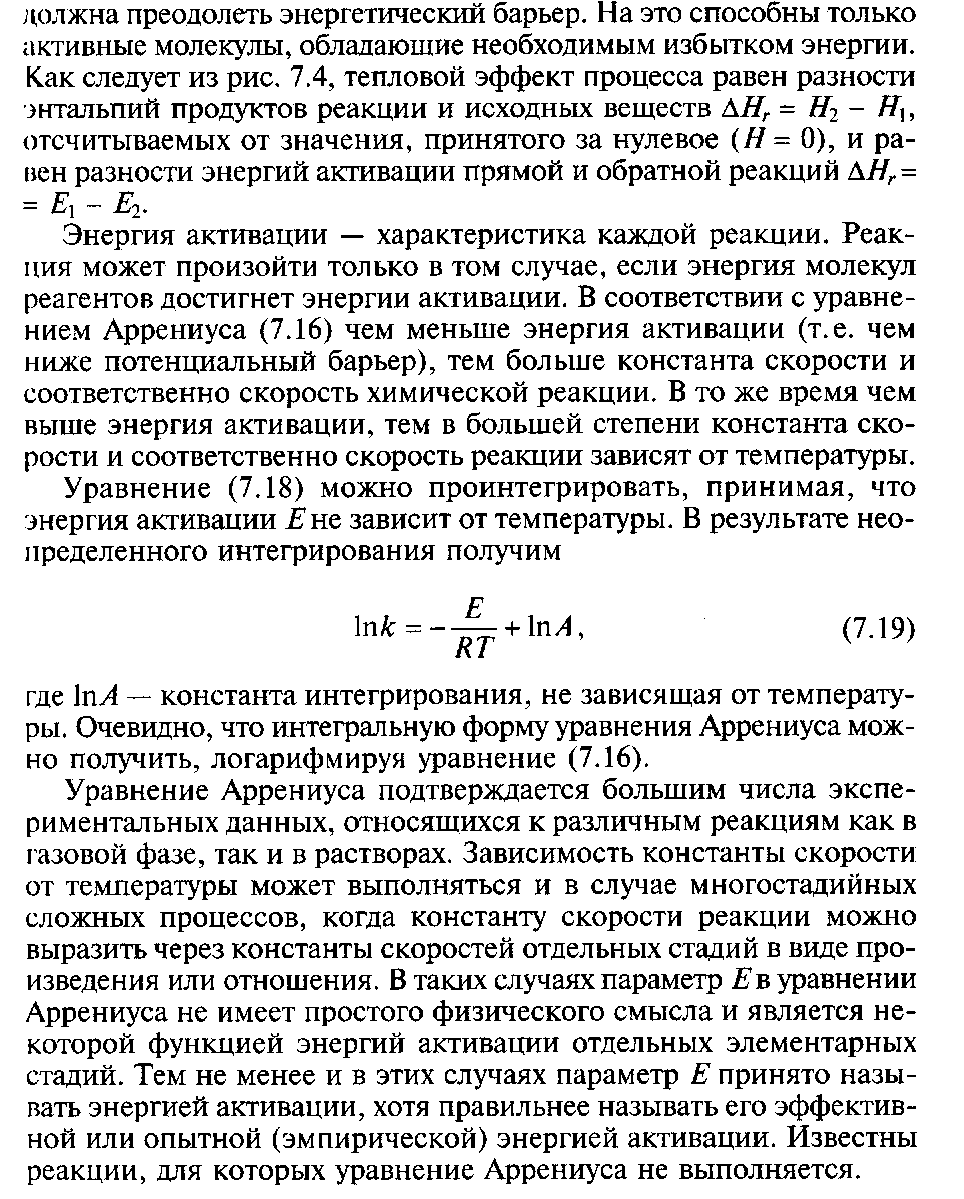 должна преодолеть энергетический барьер. На это способны только
активные молекулы, обладающие необходимым избытком энергии.
Как следует из рис. 7.4, тепловой эффект процесса равен разности
энтальпий продуктов реакции и исходных веществ ΔHᵣ = H₂ − H₁,
отсчитываемых от значения, принятого за нулевое (H = 0), и ра-
вен разности энергий активации прямой и обратной реакций ΔHᵣ =
= E₁ − E₂.
Энергия активации — характеристика каждой реакции. Реак-
ция может произойти только в том случае, если энергия молекул
реагентов достигнет энергии активации. В соответствии с уравне-
нием Аррениуса (7.16) чем меньше энергия активации (т.е. чем
ниже потенциальный барьер), тем больше константа скорости и
соответственно скорость химической реакции. В то же время чем
выше энергия активации, тем в большей степени константа ско-
рости и соответственно скорость реакции зависят от температуры.
Уравнение (7.18) можно проинтегрировать, принимая, что
энергия активации E не зависит от температуры. В результате нео-
пределенного интегрирования получим
lnk = −E/RT + lnA, (7.19)
где lnA — константа интегрирования, не зависящая от температу-
ры. Очевидно, что интегральную форму уравнения Аррениуса мож-
но получить, логарифмируя уравнение (7.16).
Уравнение Аррениуса подтверждается большим числа экспе-
риментальных данных, относящихся к различным реакциям как в
газовой фазе, так и в растворах. Зависимость константы скорости
от температуры может выполняться и в случае многостадийных
сложных процессов, когда константу скорости реакции можно
выразить через константы скоростей отдельных стадий в виде про-
изведения или отношения. В таких случаях параметр E в уравнении
Аррениуса не имеет простого физического смысла и является не-
которой функцией энергий активации отдельных элементарных
стадий. Тем не менее и в этих случаях параметр E принято назы-
вать энергией активации, хотя правильнее называть его эффектив-
ной или опытной (эмпирической) энергией активации. Известны
реакции, для которых уравнение Аррениуса не выполняется.